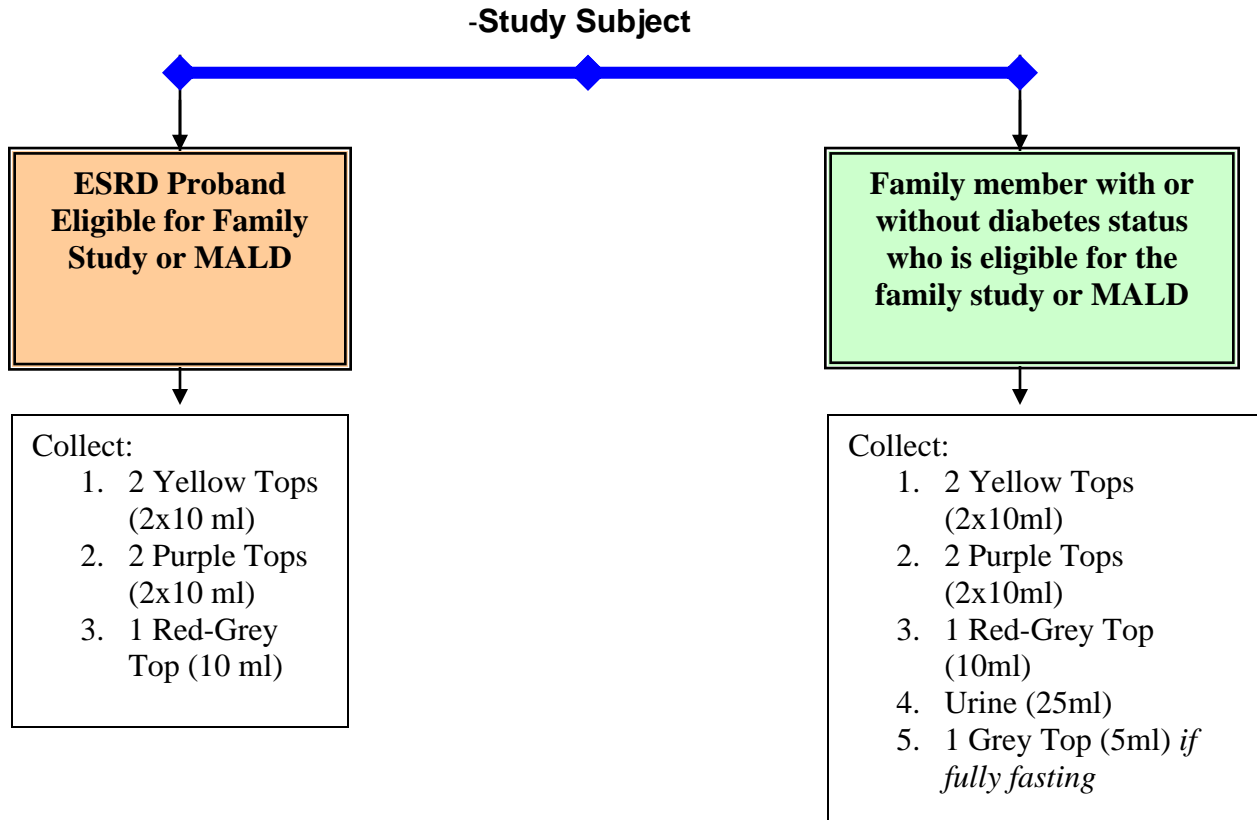 -Study Subject
ESRD Proband
Eligible for Family
Study or MALD
Family member with or
without diabetes status
who is eligible for the
family study or MALD
Collect:
1. 2 Yellow Tops
(2x10 ml)
2. 2 Purple Tops
(2x10 ml)
3. 1 Red-Grey
Top (10 ml)
Collect:
1. 2 Yellow Tops
(2x10ml)
2. 2 Purple Tops
(2x10ml)
3. 1 Red-Grey Top
(10ml)
4. Urine (25ml)
5. 1 Grey Top (5ml) if
fully fasting